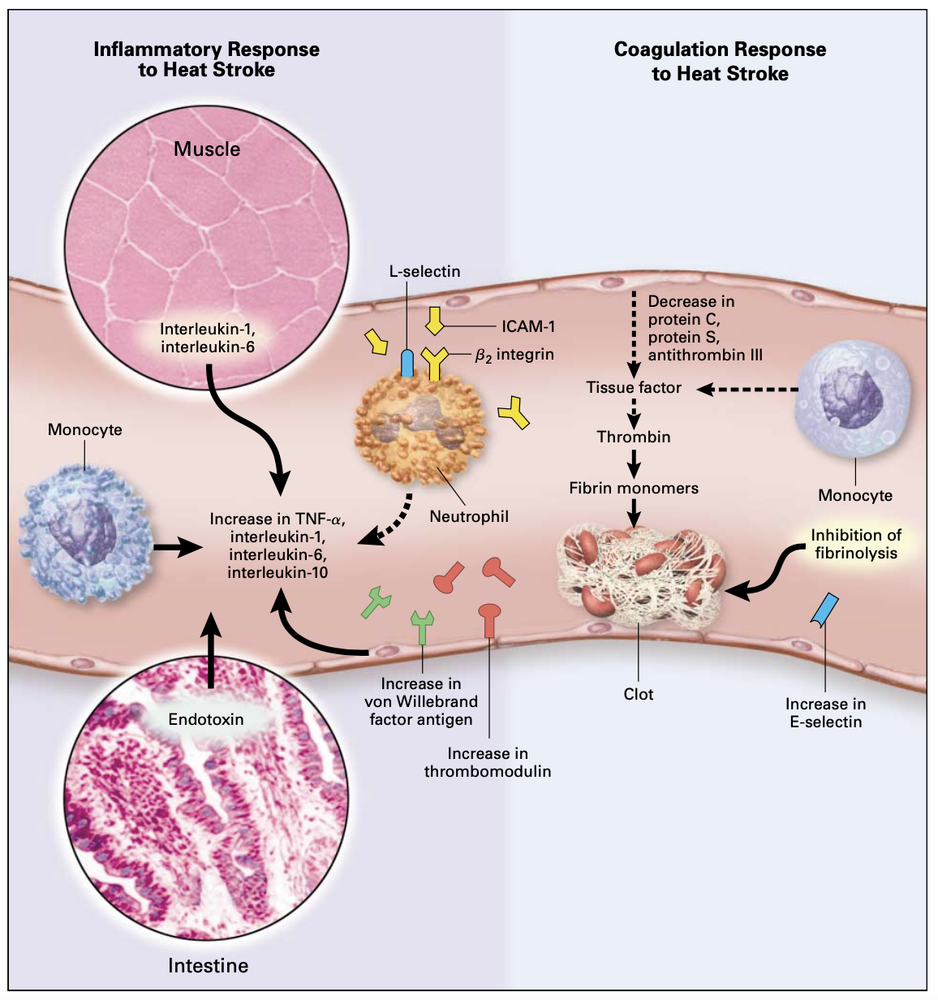 Inflammatory Response
to Heat Stroke
Coagulation Response
to Heat Stroke
Muscle
Interleukin-1,
interleukin-6
L-selectin
ICAM-1
β2 integrin
Neutrophil
Monocyte
Increase in TNF-α,
interleukin-1,
interleukin-6,
interleukin-10
Endotoxin
Intestine
Increase in
von Willebrand
factor antigen
Increase in
thrombomodulin
Decrease in
protein C,
protein S,
antithrombin III
Tissue factor
Thrombin
Fibrin monomers
Monocyte
Inhibition of
fibrinolysis
Clot
Increase in
E-selectin